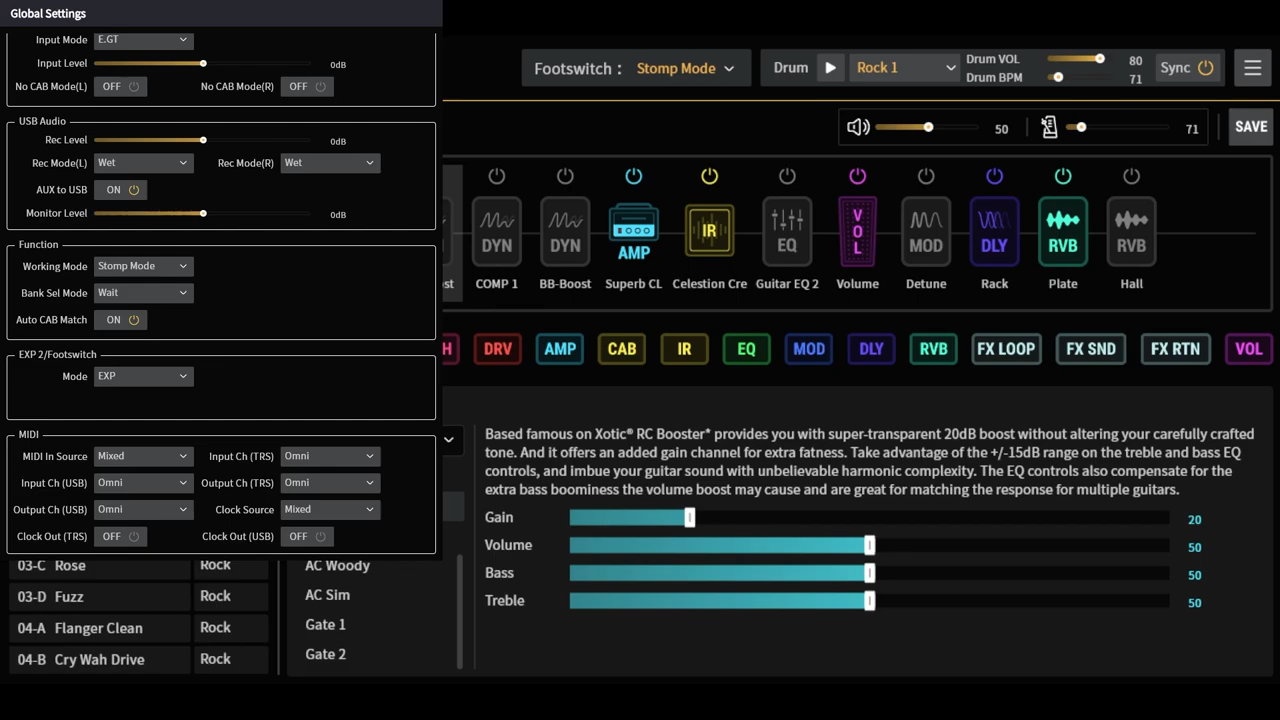 Global Settings
Input Mode E.GT
Input Level 0dB
No CAB Mode(L) OFF No CAB Mode(R) OFF
USB Audio
Rec Level 0dB
Rec Mode(L) Wet Rec Mode(R) Wet
AUX to USB ON
Monitor Level 0dB
Function
Working Mode Stomp Mode
Bank Sel Mode Wait
Auto CAB Match ON
EXP 2/Footswitch
Mode EXP
MIDI
MIDI In Source Mixed Input Ch (TRS) Omni
Input Ch (USB) Omni Output Ch (TRS) Omni
Output Ch (USB) Omni Clock Source Mixed
Clock Out (TRS) OFF Clock Out (USB) OFF
Footswitch : Stomp Mode Drum Rock 1 Drum VOL 80 Sync
Drum BPM 71
50 71 SAVE
DYN DYN AMP IR EQ VOL MOD DLY RVB RVB
st COMP 1 BB-Boost Superb CL Celestion Cre Guitar EQ 2 Volume Detune Rack Plate Hall
H DRV AMP CAB IR EQ MOD DLY RVB FX LOOP FX SND FX RTN VOL
Based famous on Xotic® RC Booster* provides you with super-transparent 20dB boost without altering your carefully crafted
tone. And it offers an added gain channel for extra fatness. Take advantage of the +/-15dB range on the treble and bass EQ
controls, and imbue your guitar sound with unbelievable harmonic complexity. The EQ controls also compensate for the
extra bass boominess the volume boost may cause and are great for matching the response for multiple guitars.
Gain 20
Volume 50
Bass 50
Treble 50
03-C Rose Rock AC Woody
03-D Fuzz Rock AC Sim
04-A Flanger Clean Rock Gate 1
04-B Cry Wah Drive Rock Gate 2